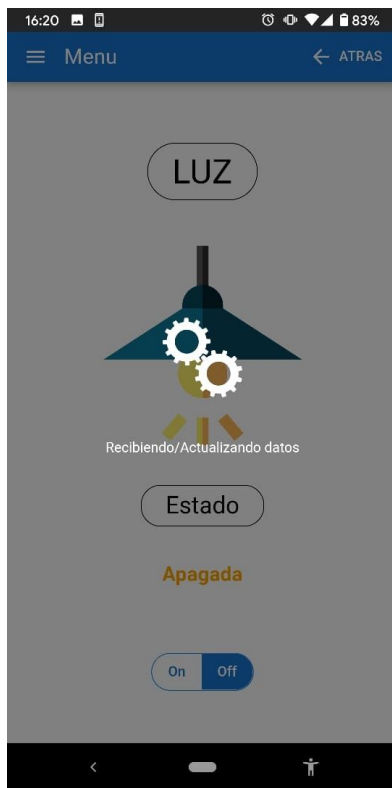 16:20 83%
Menu ATRAS
LUZ
Recibiendo/Actualizando datos
Estado
Apagada
On Off